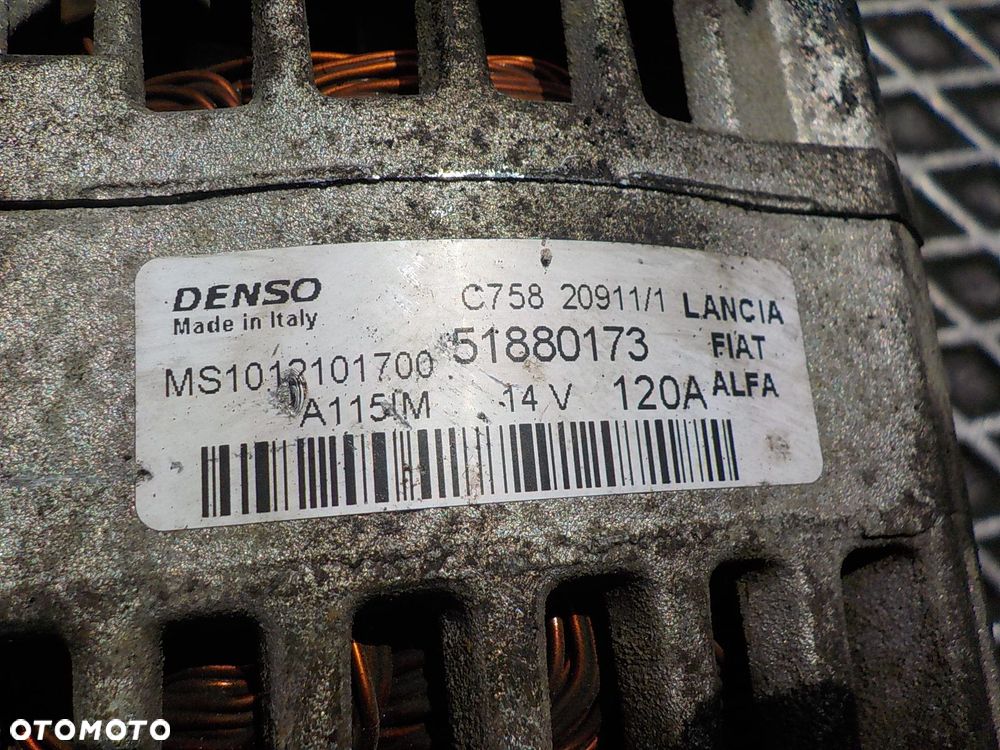 DENSO
Made in Italy
C758 20911/1
LANCIA
FIAT
ALFA
51880173
MS1012101700
A115IM 14 V 120A
OTOMOTO